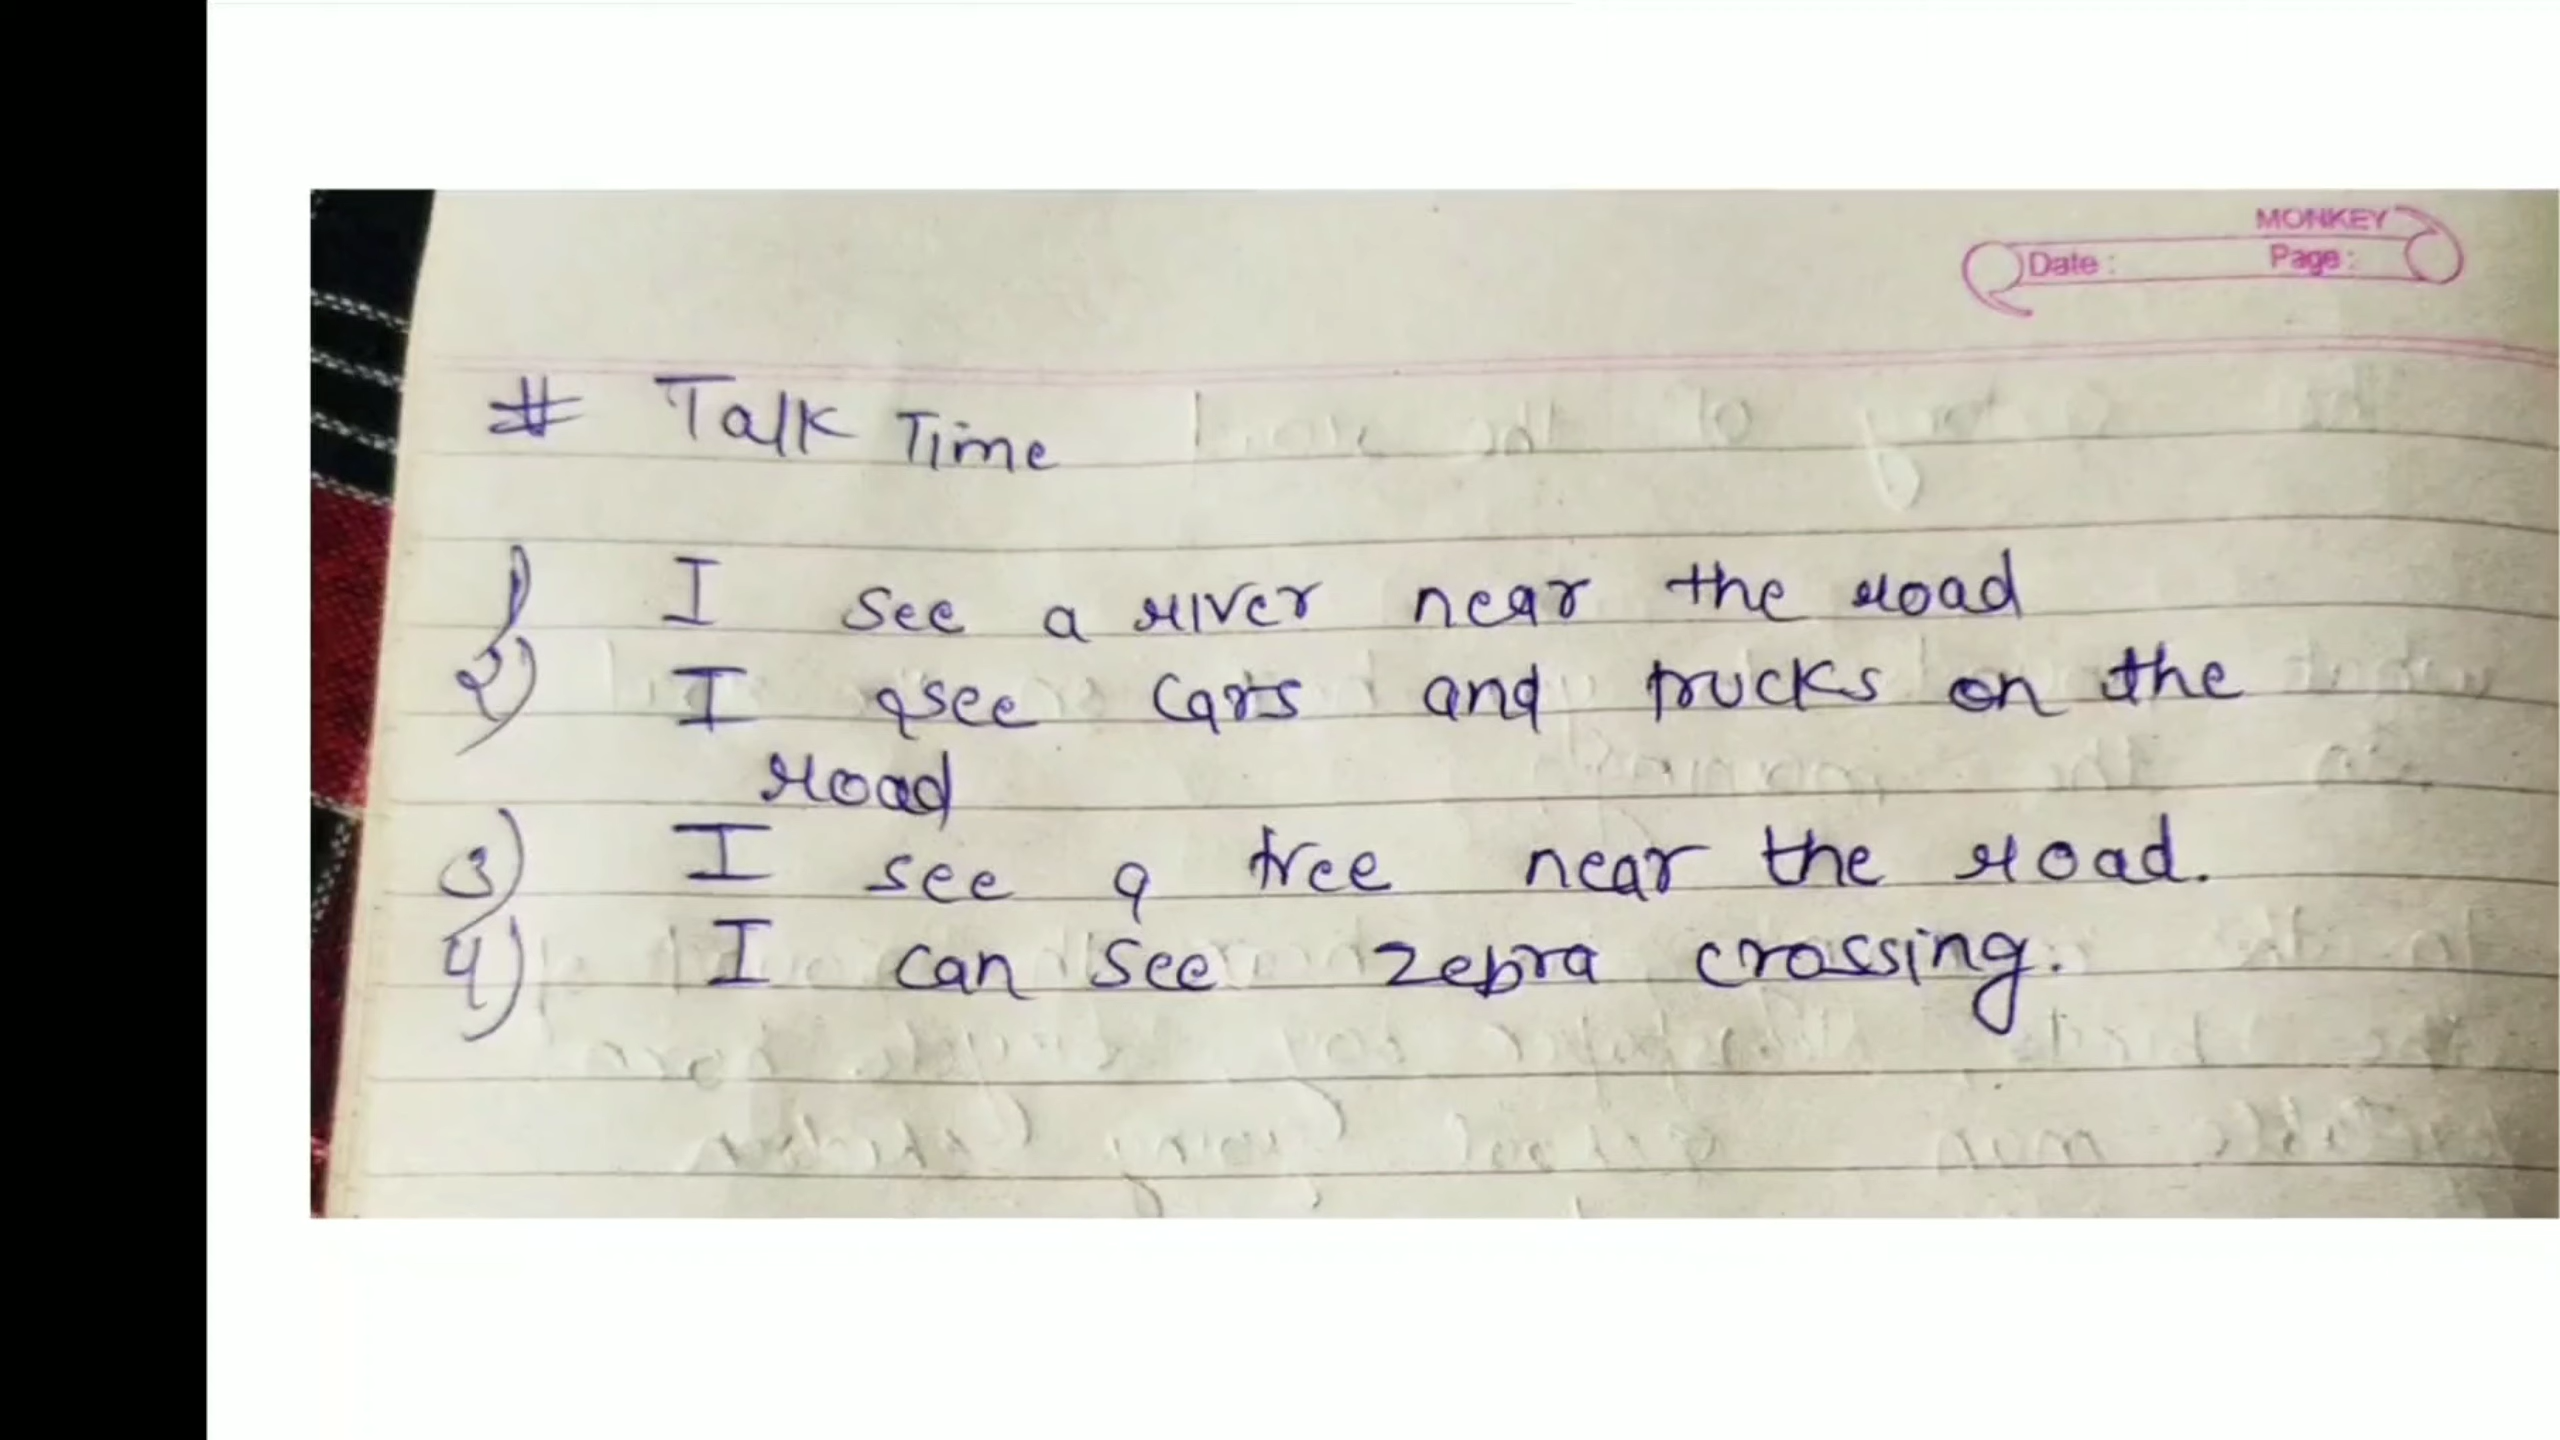 MONKEY
Date : Page :
# Talk Time
1) I see a river near the road
2) I see cars and trucks on the
road
3) I see a tree near the road.
4) I can see zebra crossing.